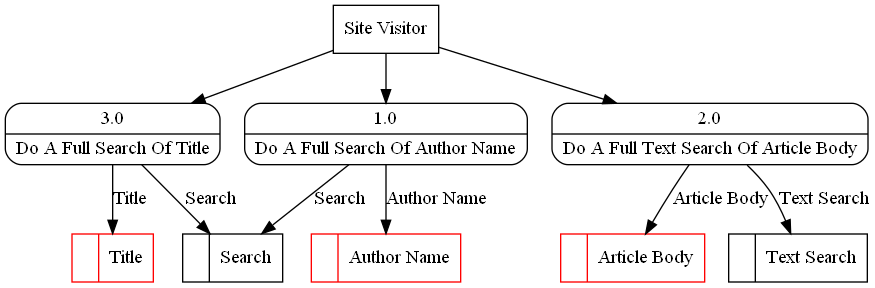 Site Visitor
3.0
Do A Full Search Of Title
1.0
Do A Full Search Of Author Name
2.0
Do A Full Text Search Of Article Body
Title
Search
Search
Author Name
Article Body
Text Search
Title
Search
Author Name
Article Body
Text Search